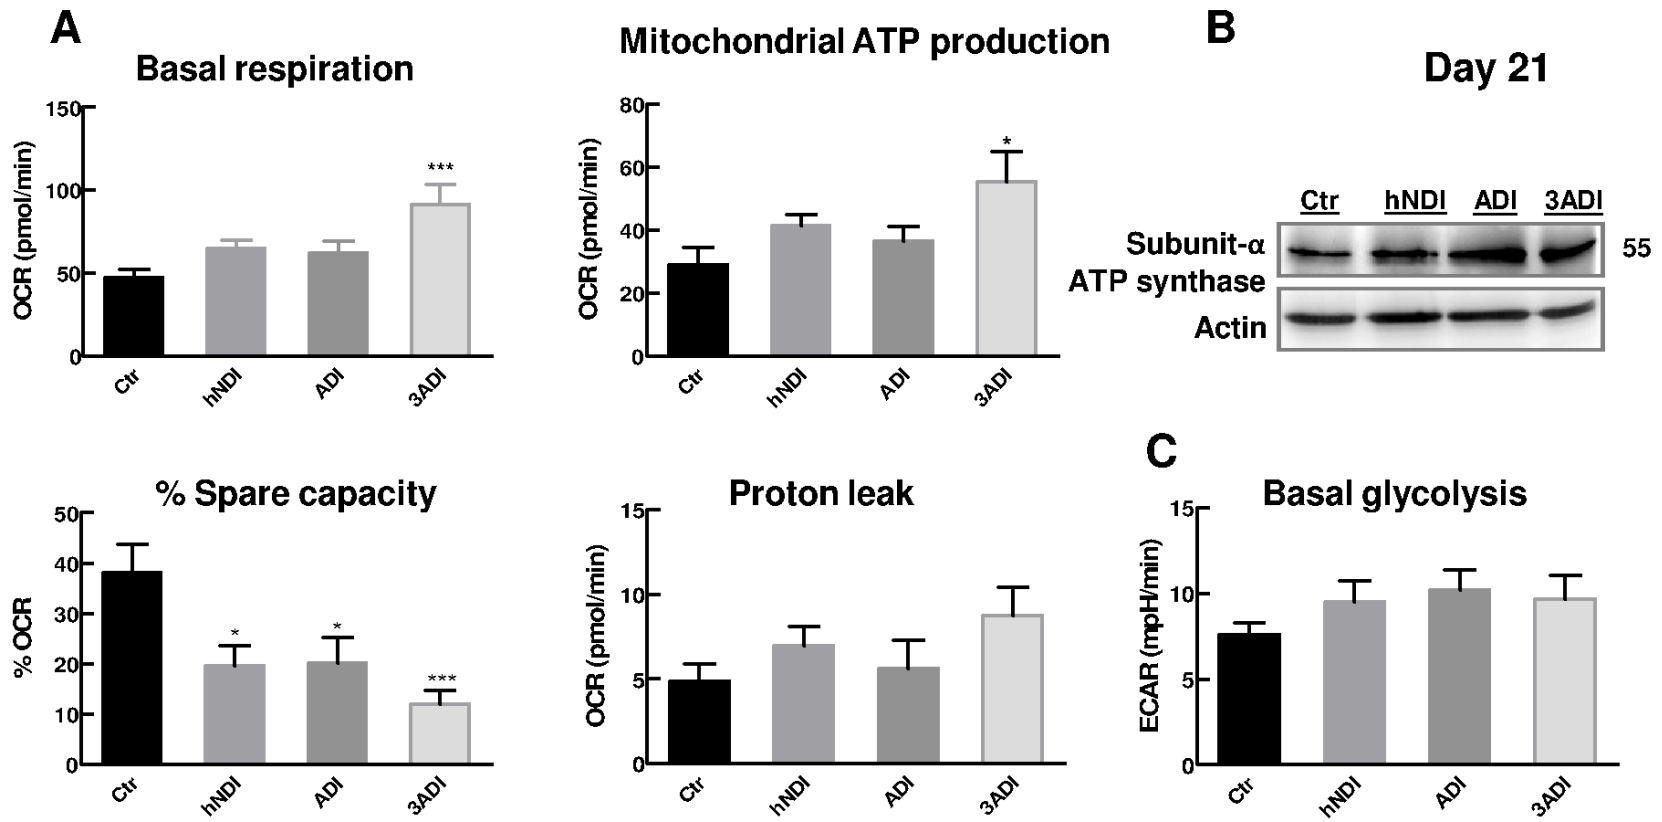 A
Basal respiration
OCR (pmol/min)
150
100
50
0
***
Ctr
hNDI
ADI
3ADI
Mitochondrial ATP production
OCR (pmol/min)
80
60
40
20
0
*
Ctr
hNDI
ADI
3ADI
B
Day 21
Ctr hNDI ADI 3ADI
Subunit-α
ATP synthase
55
Actin
% Spare capacity
% OCR
50
40
30
20
10
0
*
*
***
Ctr
hNDI
ADI
3ADI
Proton leak
OCR (pmol/min)
15
10
5
0
Ctr
hNDI
ADI
3ADI
C
Basal glycolysis
ECAR (mpH/min)
15
10
5
0
Ctr
hNDI
ADI
3ADI